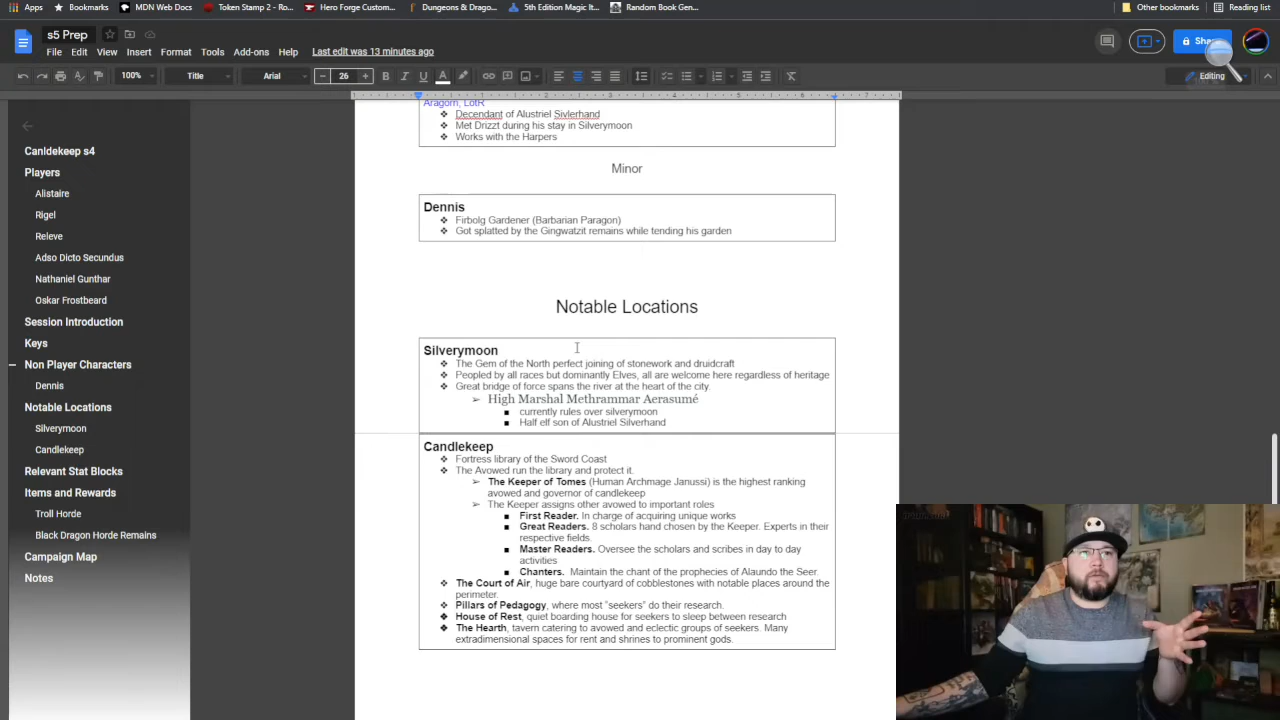 Apps
Bookmarks
MDN Web Docs
Token Stamp 2 - Ro...
Hero Forge Custom...
Dungeons & Drago...
5th Edition Magic It...
Random Book Gen...
Other bookmarks
Reading list
s5 Prep
File Edit View Insert Format Tools Add-ons Help Last edit was 13 minutes ago
Share
100% Title Arial 26 Editing
Canldekeep s4
Players
Alistaire
Rigel
Releve
Adso Dicto Secundus
Nathaniel Gunthar
Oskar Frostbeard
Session Introduction
Keys
Non Player Characters
Dennis
Notable Locations
Silverymoon
Candlekeep
Relevant Stat Blocks
Items and Rewards
Troll Horde
Black Dragon Horde Remains
Campaign Map
Notes
Aragorn, LotR
Decendant of Alustriel Sivlerhand
Met Drizzt during his stay in Silverymoon
Works with the Harpers
Minor
Dennis
Firbolg Gardener (Barbarian Paragon)
Got splatted by the Gingwatzit remains while tending his garden
Notable Locations
Silverymoon
The Gem of the North perfect joining of stonework and druidcraft
Peopled by all races but dominantly Elves, all are welcome here regardless of heritage
Great bridge of force spans the river at the heart of the city.
High Marshal Methrammar Aerasumé
currently rules over silverymoon
Half elf son of Alustriel Silverhand
Candlekeep
Fortress library of the Sword Coast
The Avowed run the library and protect it.
The Keeper of Tomes (Human Archmage Janussi) is the highest ranking
avowed and governor of candlekeep
The Keeper assigns other avowed to important roles
First Reader. In charge of acquiring unique works
Great Readers. 8 scholars hand chosen by the Keeper. Experts in their
respective fields.
Master Readers. Oversee the scholars and scribes in day to day
activities
Chanters. Maintain the chant of the prophecies of Alaundo the Seer.
The Court of Air, huge bare courtyard of cobblestones with notable places around the
perimeter.
Pillars of Pedagogy, where most "seekers" do their research.
House of Rest, quiet boarding house for seekers to sleep between research
The Hearth, tavern catering to avowed and eclectic groups of seekers. Many
extradimensional spaces for rent and shrines to prominent gods.